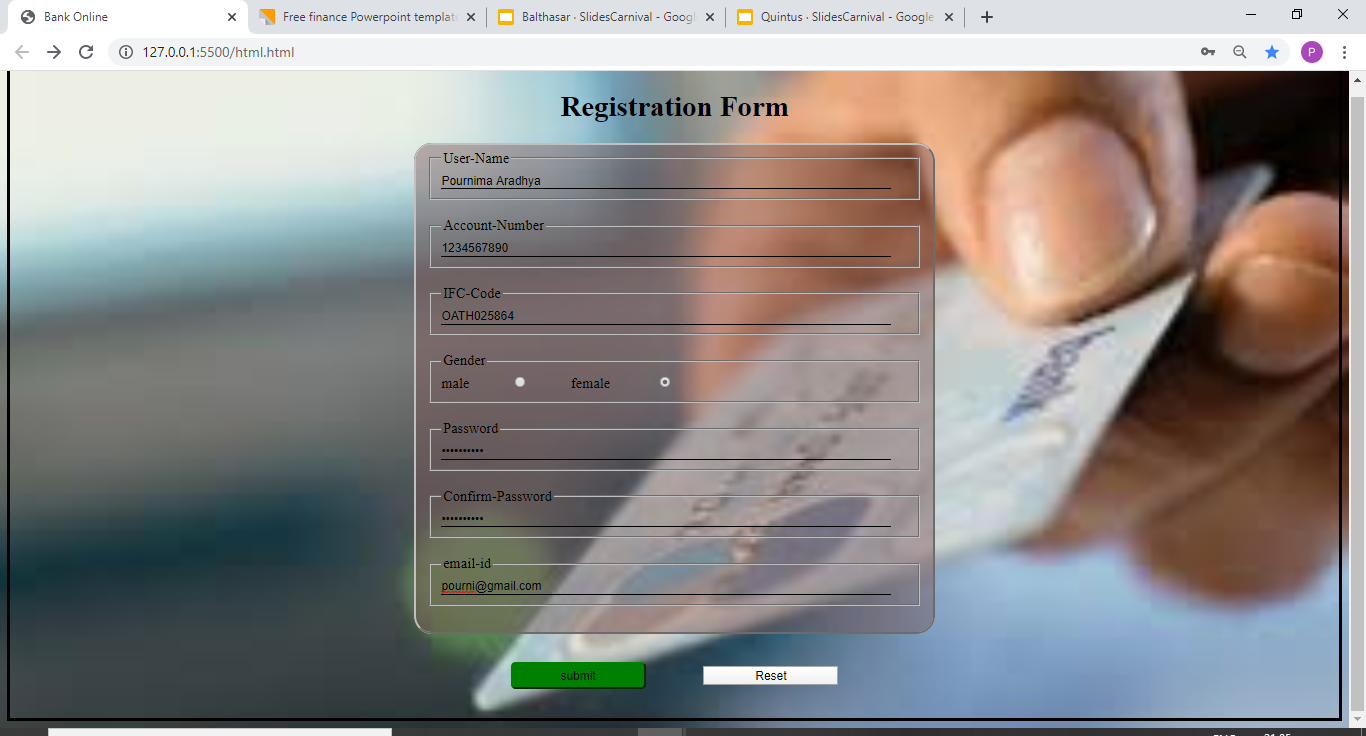 Bank Online
Free finance Powerpoint templat
Balthasar · SlidesCarnival - Goog
Quintus · SlidesCarnival - Google
127.0.0.1:5500/html.html
P
Registration Form
User-Name
Pournima Aradhya
Account-Number
1234567890
IFC-Code
OATH025864
Gender
male female
Password
••••••••••
Confirm-Password
••••••••••
email-id
pourni@gmail.com
submit Reset